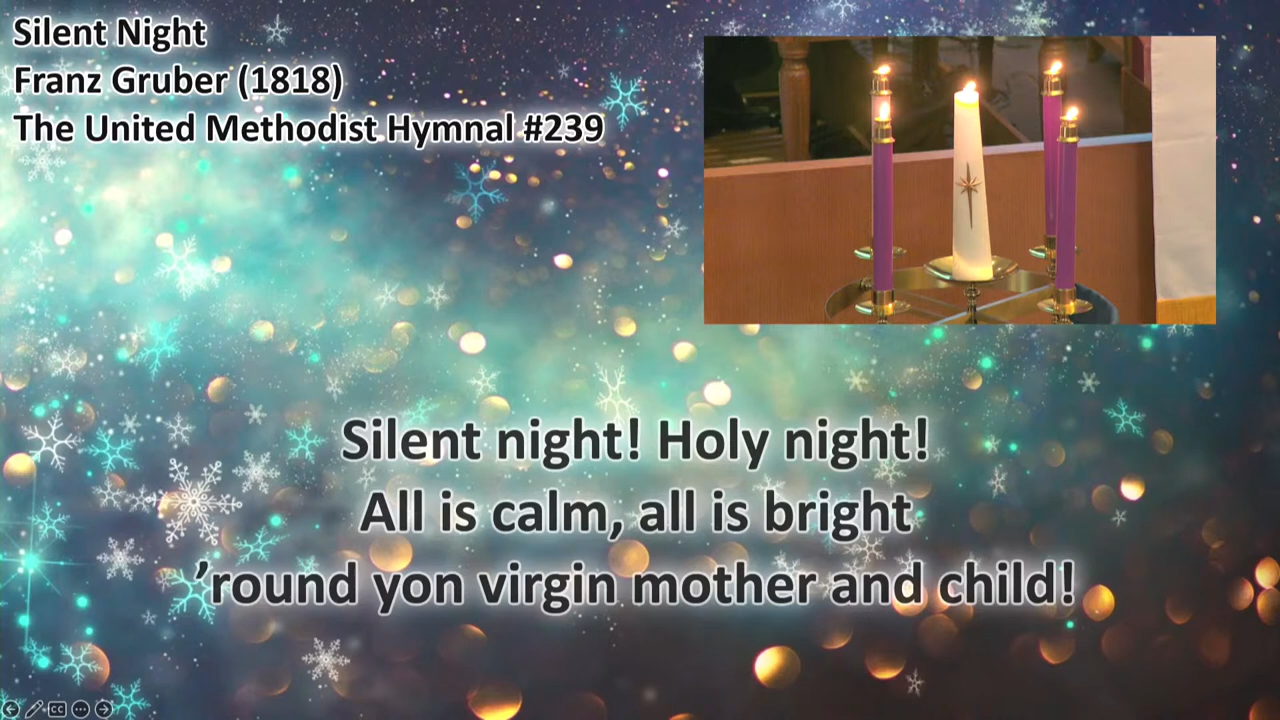 Silent Night
Franz Gruber (1818)
The United Methodist Hymnal #239
Silent night! Holy night!
All is calm, all is bright
’round yon virgin mother and child!
CC